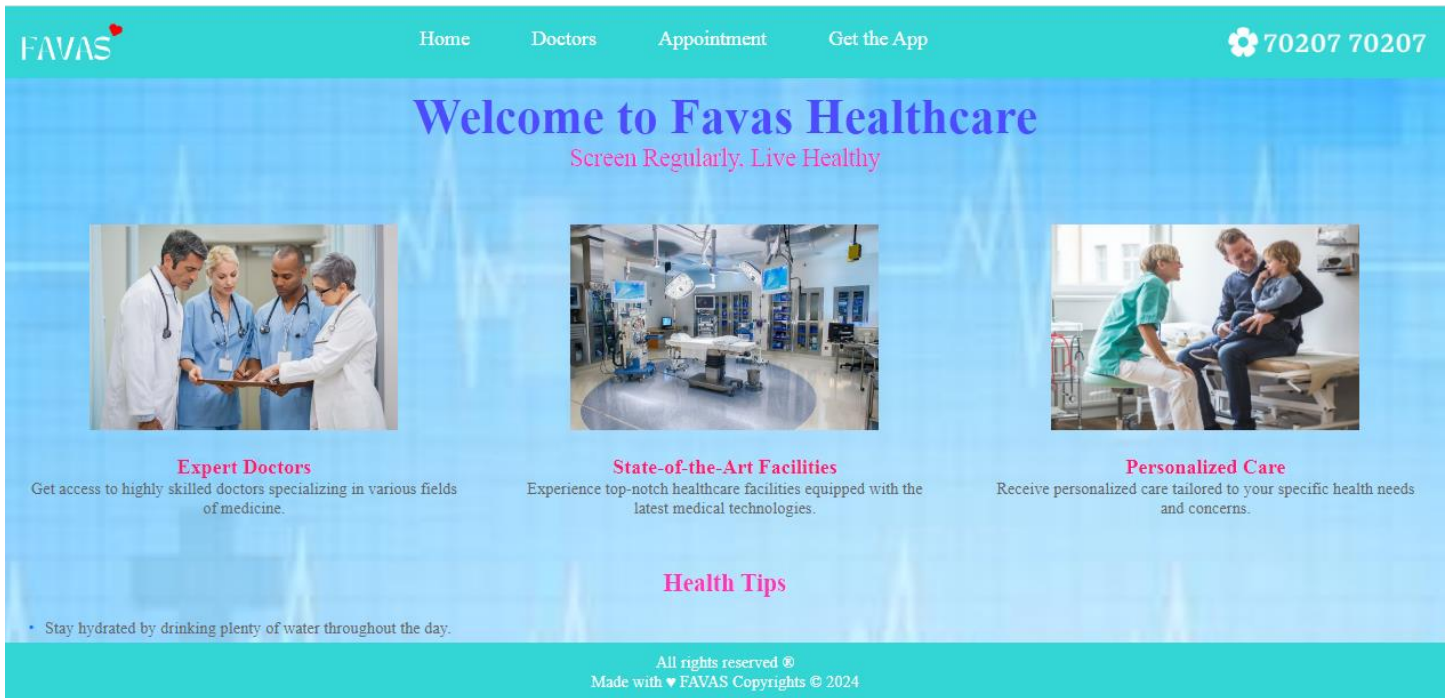 FAVAS
Home Doctors Appointment Get the App
70207 70207
Welcome to Favas Healthcare
Screen Regularly. Live Healthy
Expert Doctors
Get access to highly skilled doctors specializing in various fields
of medicine.
State-of-the-Art Facilities
Experience top-notch healthcare facilities equipped with the
latest medical technologies.
Personalized Care
Receive personalized care tailored to your specific health needs
and concerns.
Health Tips
• Stay hydrated by drinking plenty of water throughout the day.
All rights reserved ®
Made with ♥ FAVAS Copyrights © 2024